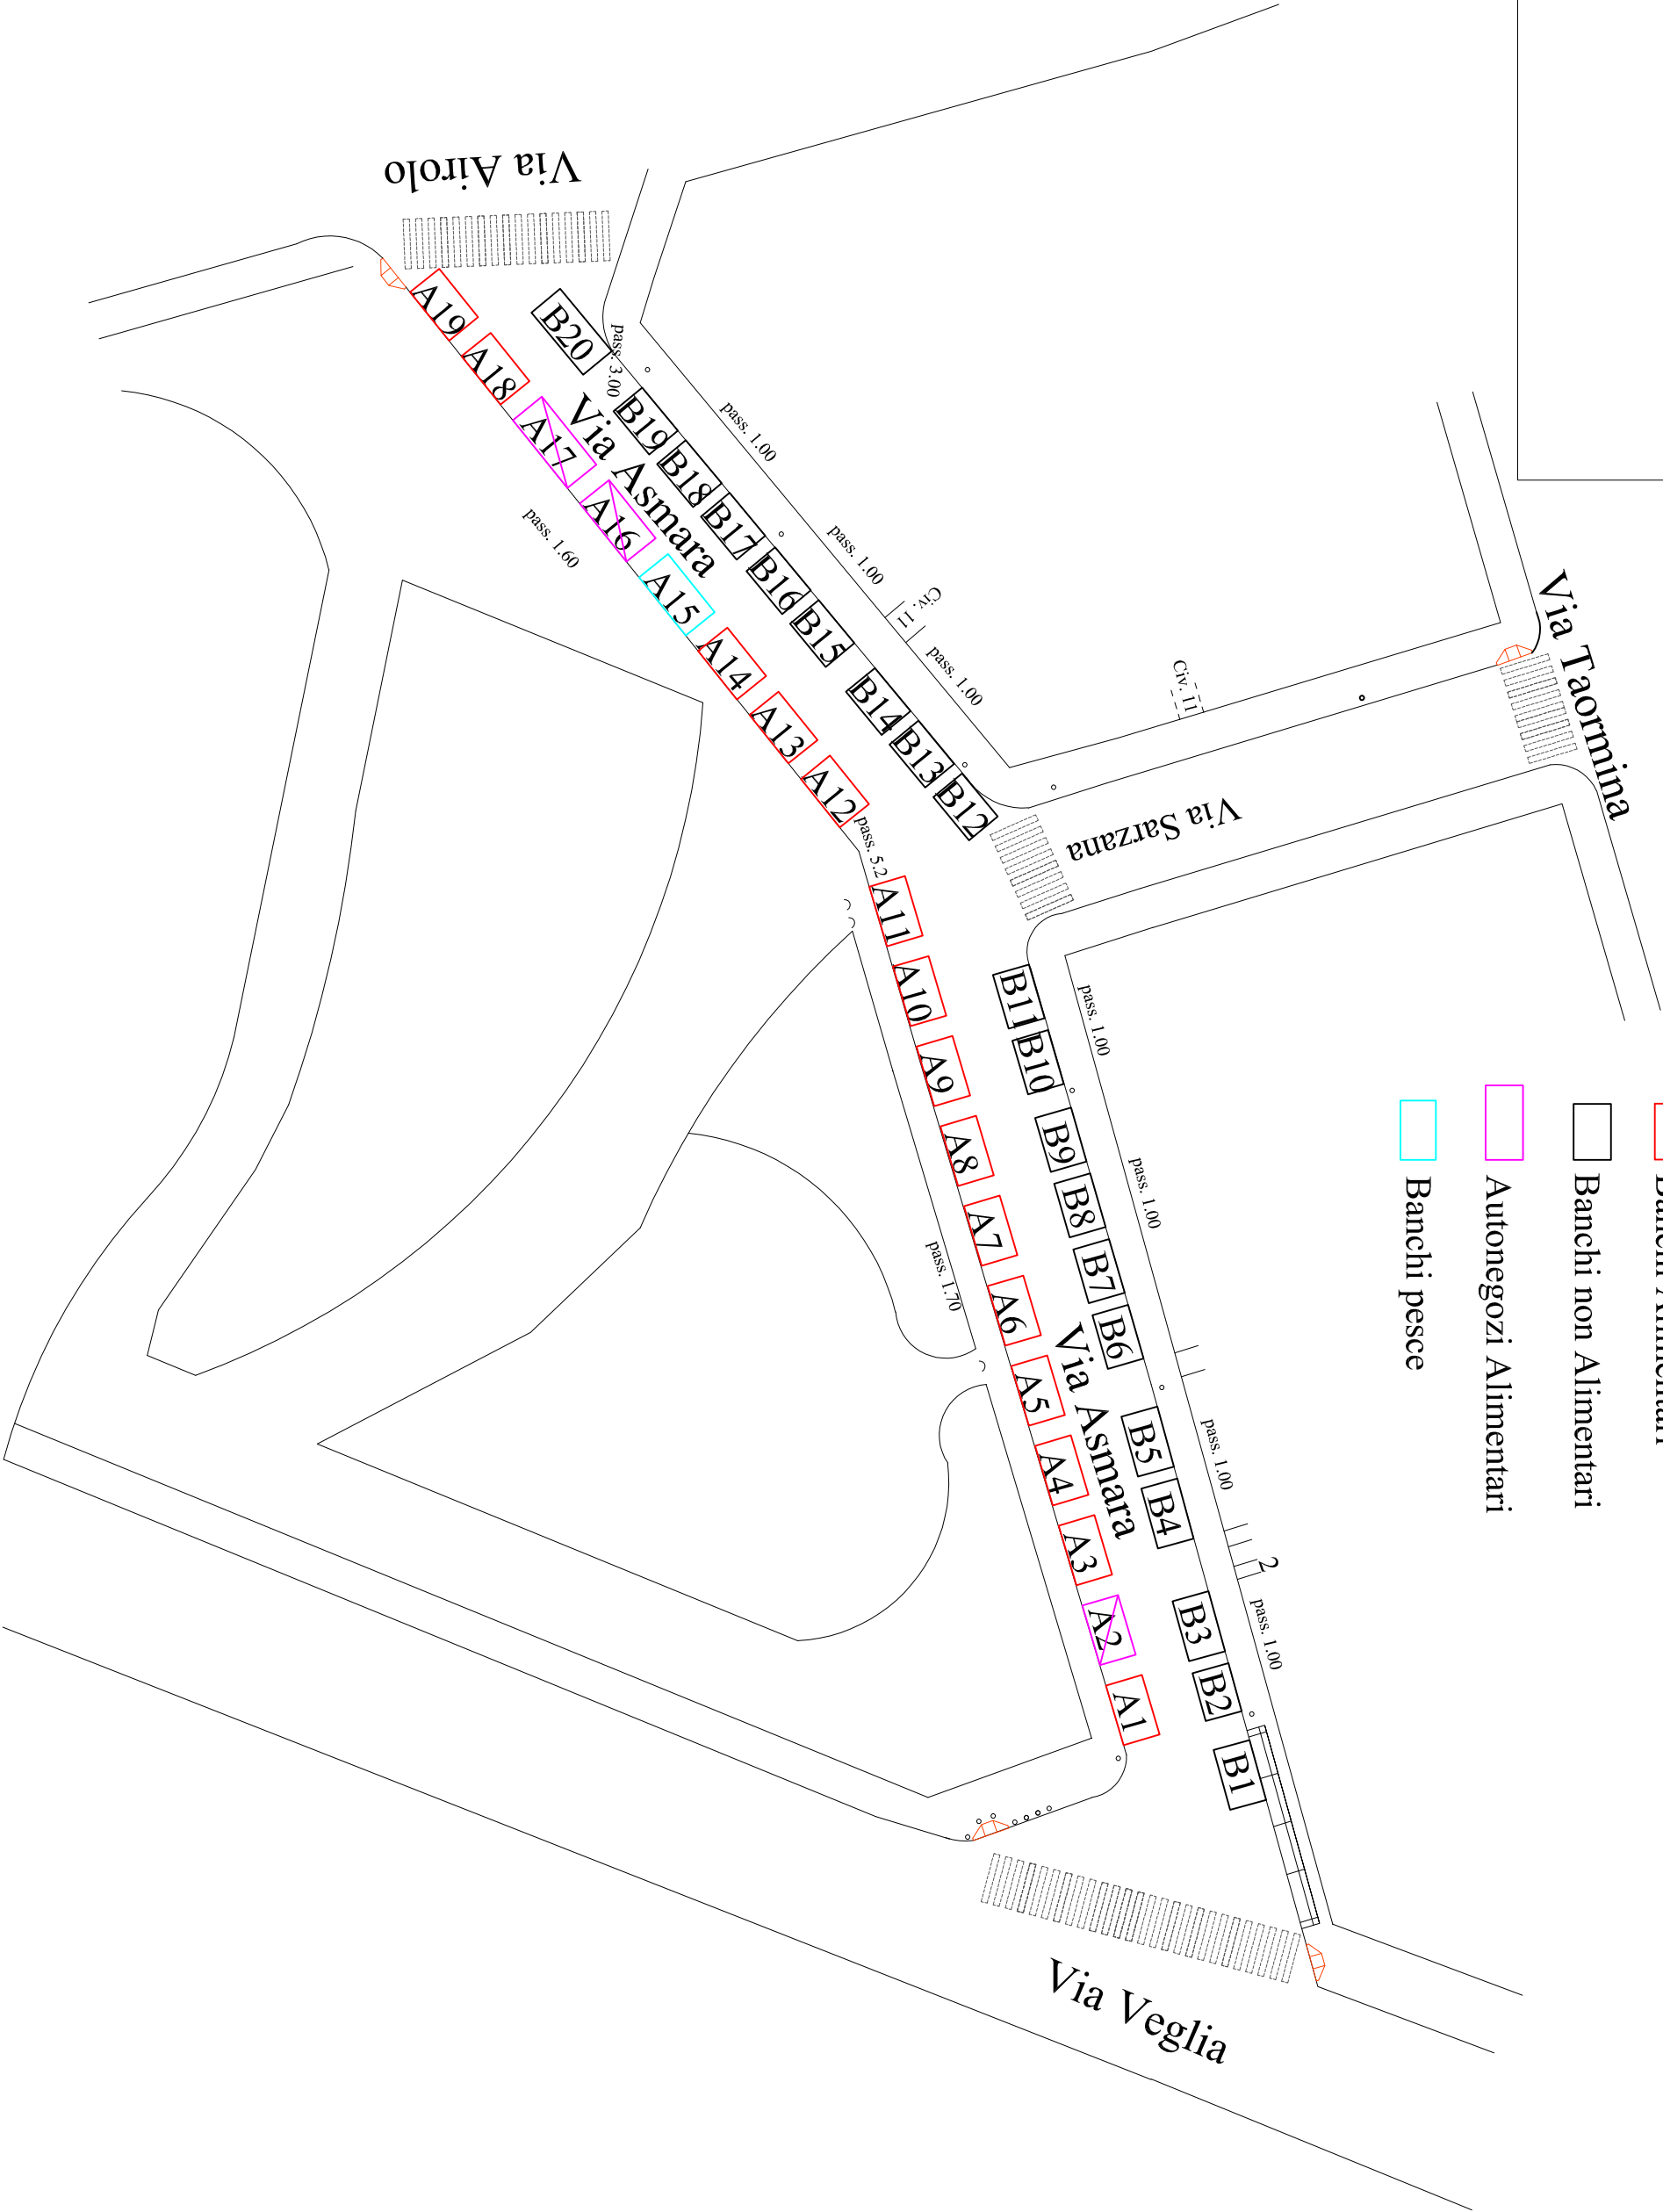 Via Airolo
A19
A18
A17
A16
A15
A14
A13
A12
A11
A10
A9
A8
A7
A6
A5
A4
A3
A2
A1
B20
B19
B18
B17
B16
B15
B14
B13
B12
B11
B10
B9
B8
B7
B6
B5
B4
B3
B2
B1
Via Asmara
Via Asmara
pass. 3.00
pass. 1.00
pass. 1.00
pass. 1.00
pass. 1.60
pass. 5.2
Civ. 11
Civ.
11
Via Taormina
Via Sarzana
pass. 1.00
pass. 1.00
pass. 1.70
pass. 1.00
2
pass. 1.00
Via Veglia
Banchi non Alimentari
Autonegozi Alimentari
Banchi pesce